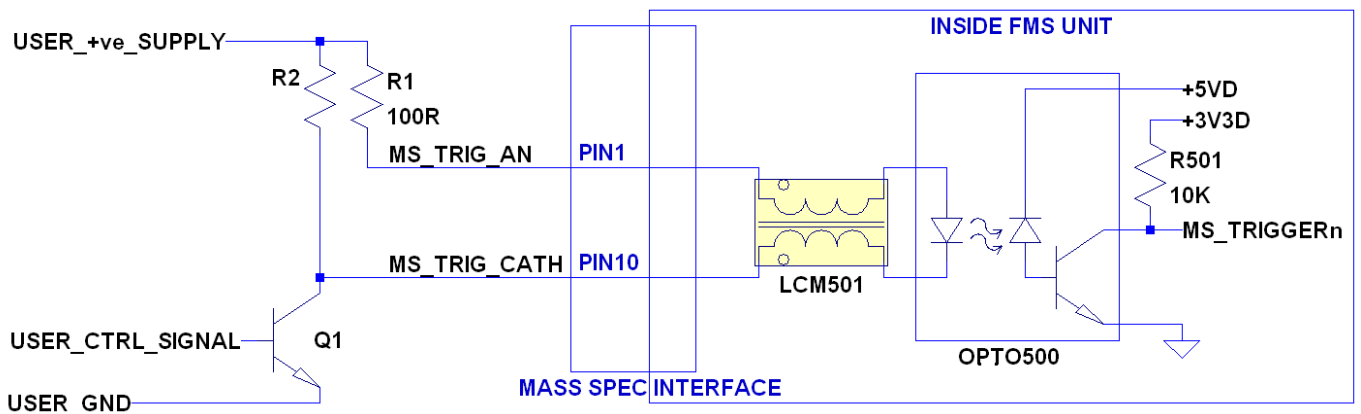 INSIDE FMS UNIT
USER_+ve_SUPPLY
R2
R1
100R
+5VD
+3V3D
R501
10K
MS_TRIG_AN
PIN1
MS_TRIGGERn
MS_TRIG_CATH
PIN10
LCM501
USER_CTRL_SIGNAL
Q1
OPTO500
MASS SPEC INTERFACE
USER_GND